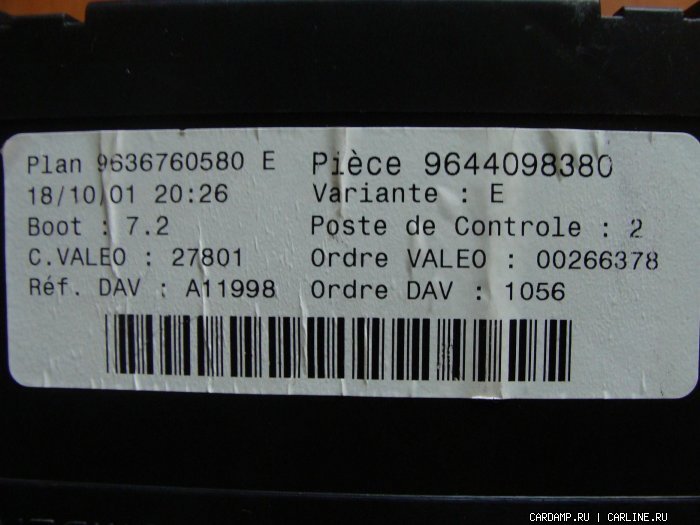 Plan 9636760580 E Pièce 9644098380
18/10/01 20:26 Variante : E
Boot : 7.2 Poste de Controle : 2
C.VALEO : 27801 Ordre VALEO : 00266378
Réf. DAV : A11998 Ordre DAV : 1056
CARDAMP.RU | CARLINE.RU